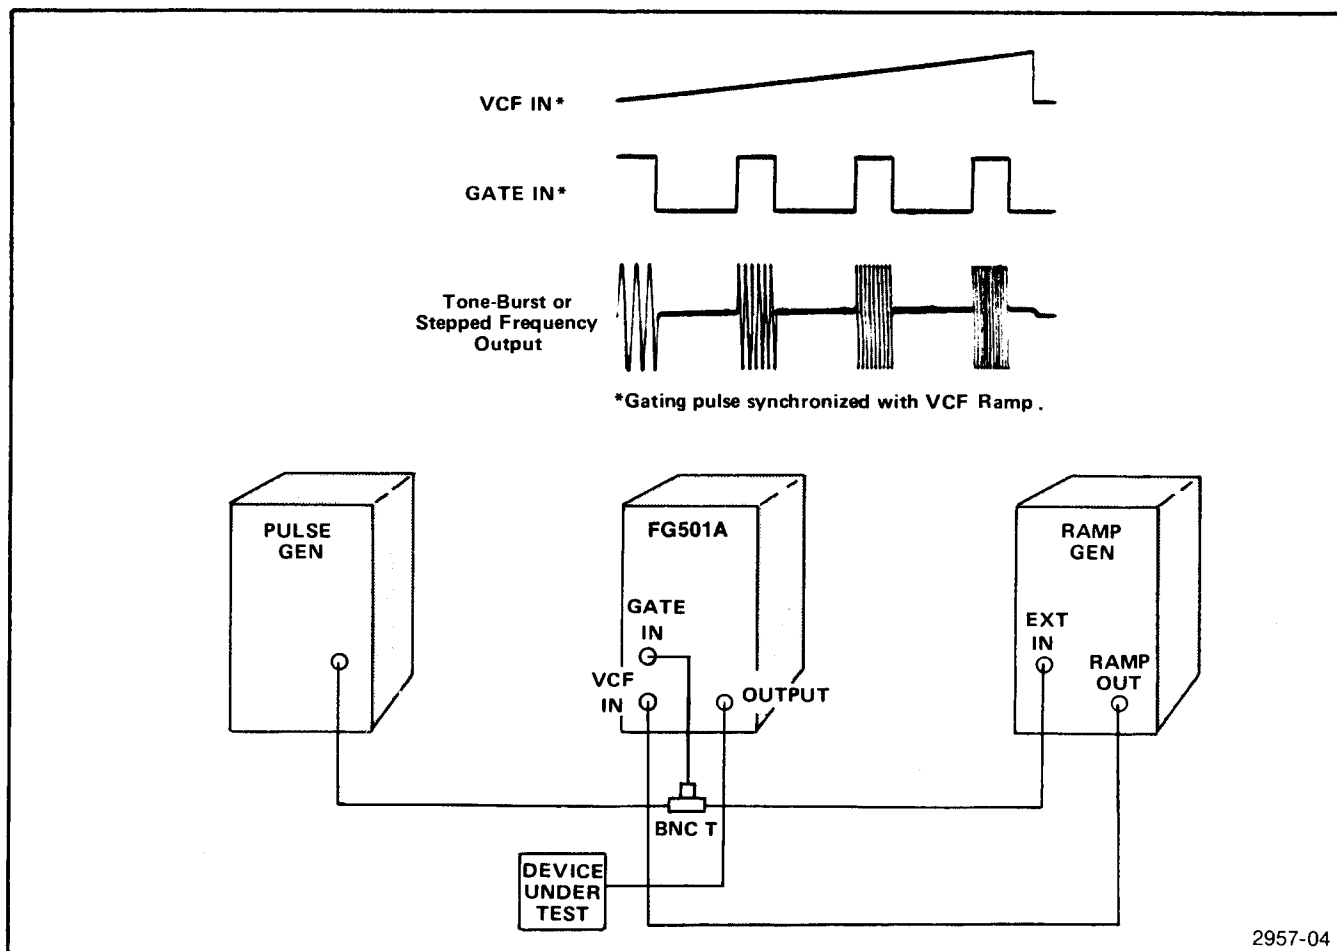 VCF IN*
GATE IN*
Tone-Burst or
Stepped Frequency
Output
*Gating pulse synchronized with VCF Ramp.
PULSE
GEN
FG501A
GATE
IN
VCF
IN
OUTPUT
RAMP
GEN
EXT
IN
RAMP
OUT
BNC T
DEVICE
UNDER
TEST
2957-04